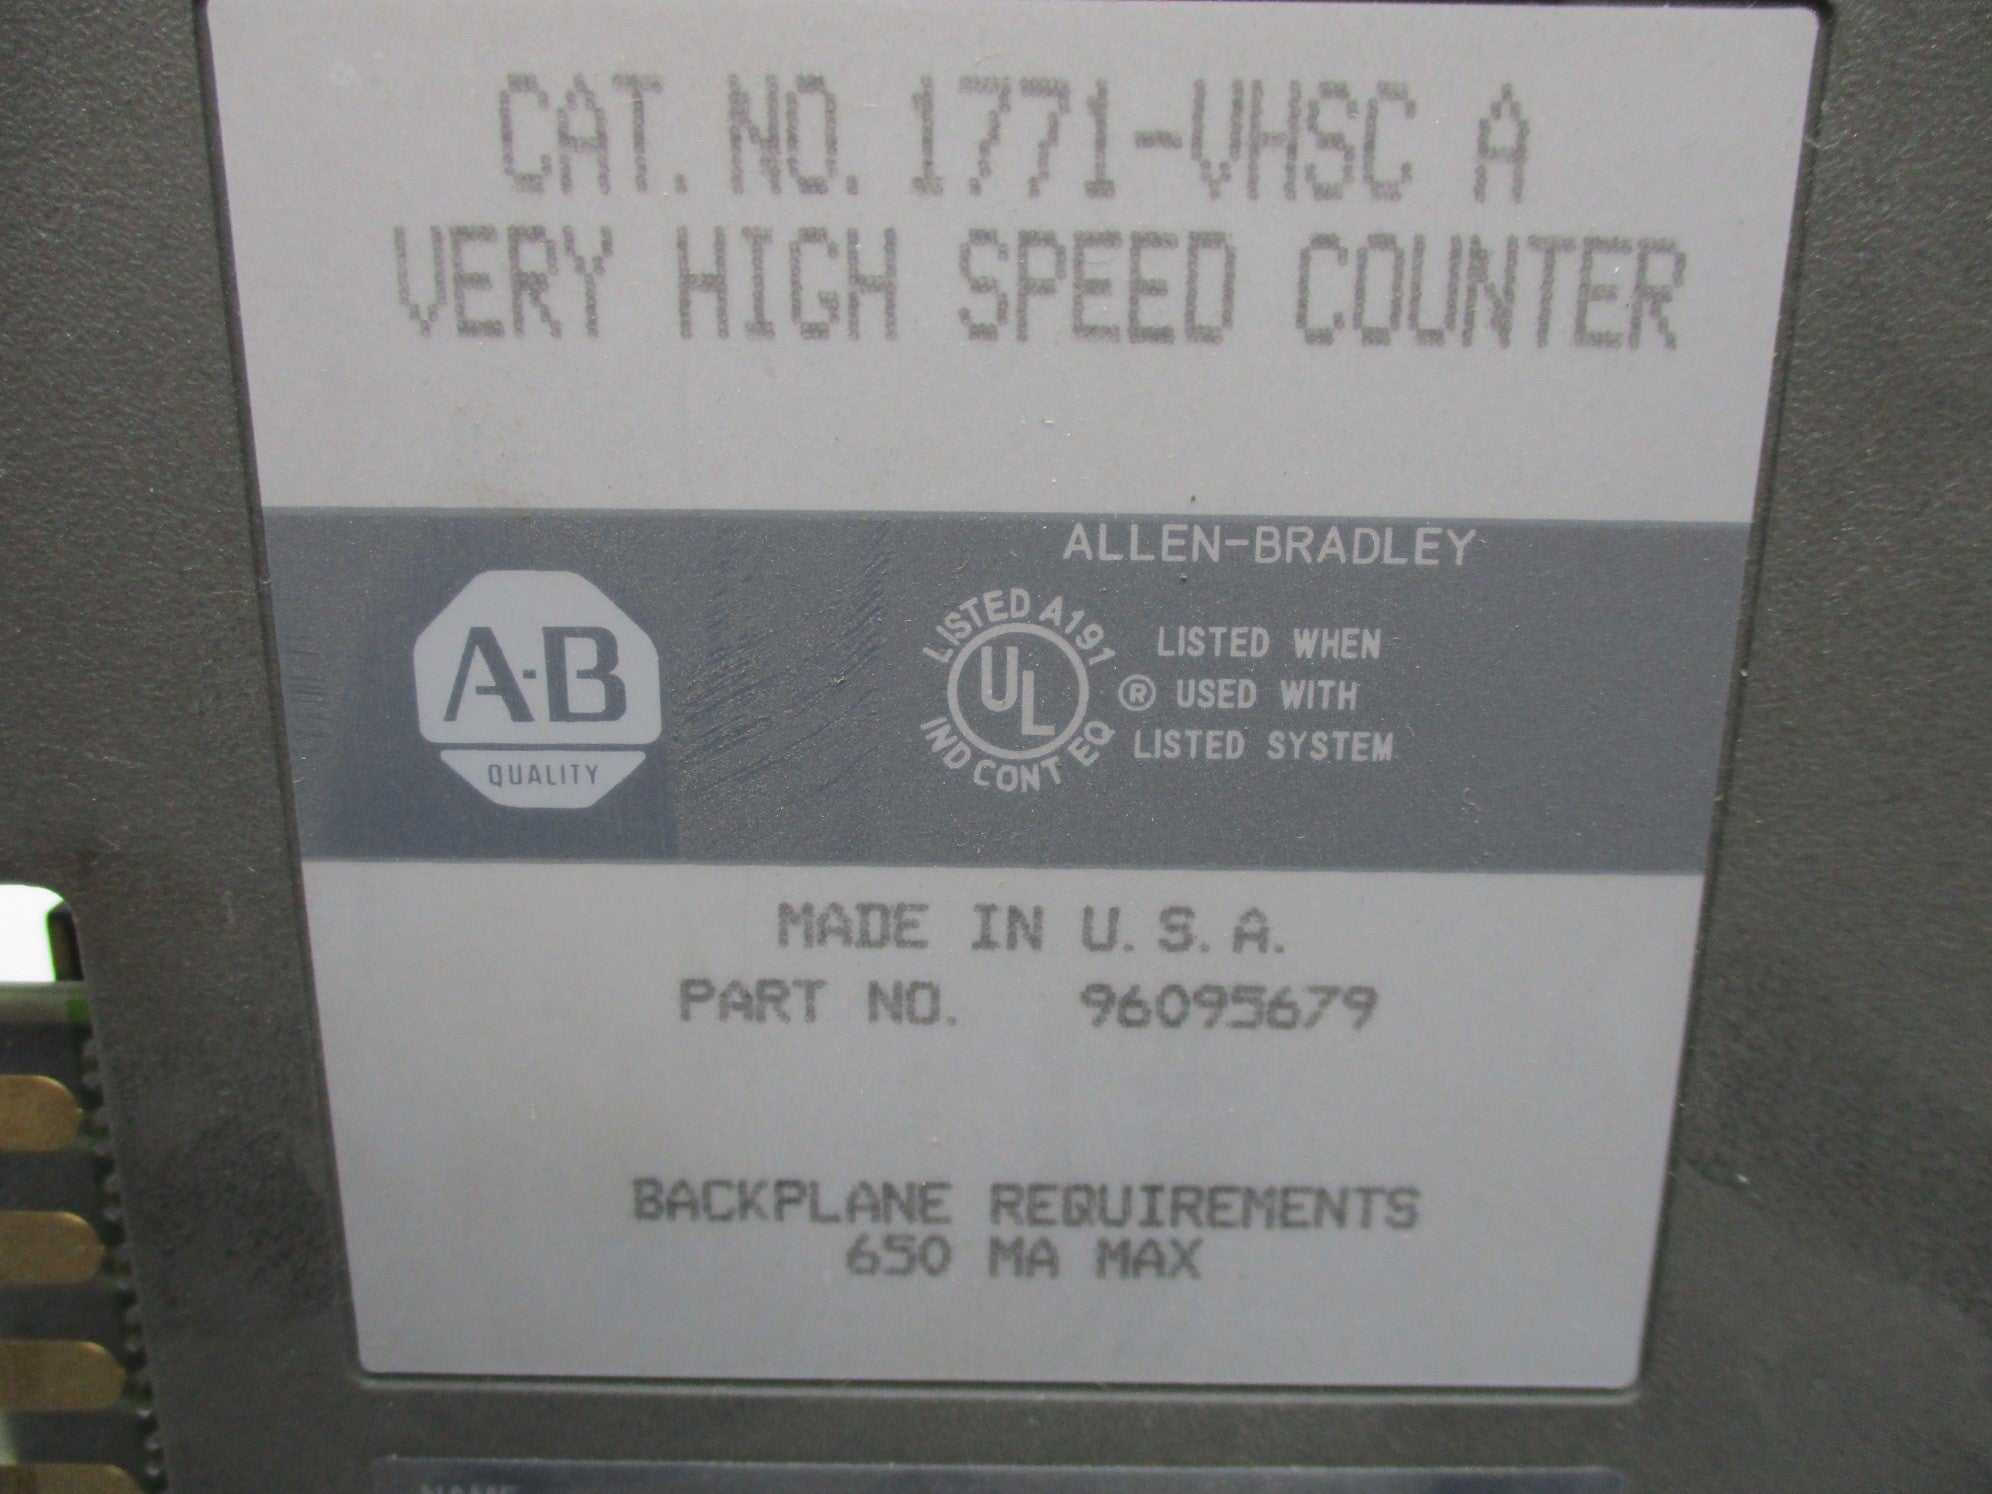 CAT. NO. 1771-VHSC A
VERY HIGH SPEED COUNTER
ALLEN-BRADLEY
A-B
QUALITY
LISTED A191
UL
IND CONT EQ
®
LISTED WHEN
USED WITH
LISTED SYSTEM
MADE IN U.S.A.
PART NO. 96095679
BACKPLANE REQUIREMENTS
650 MA MAX
NAME